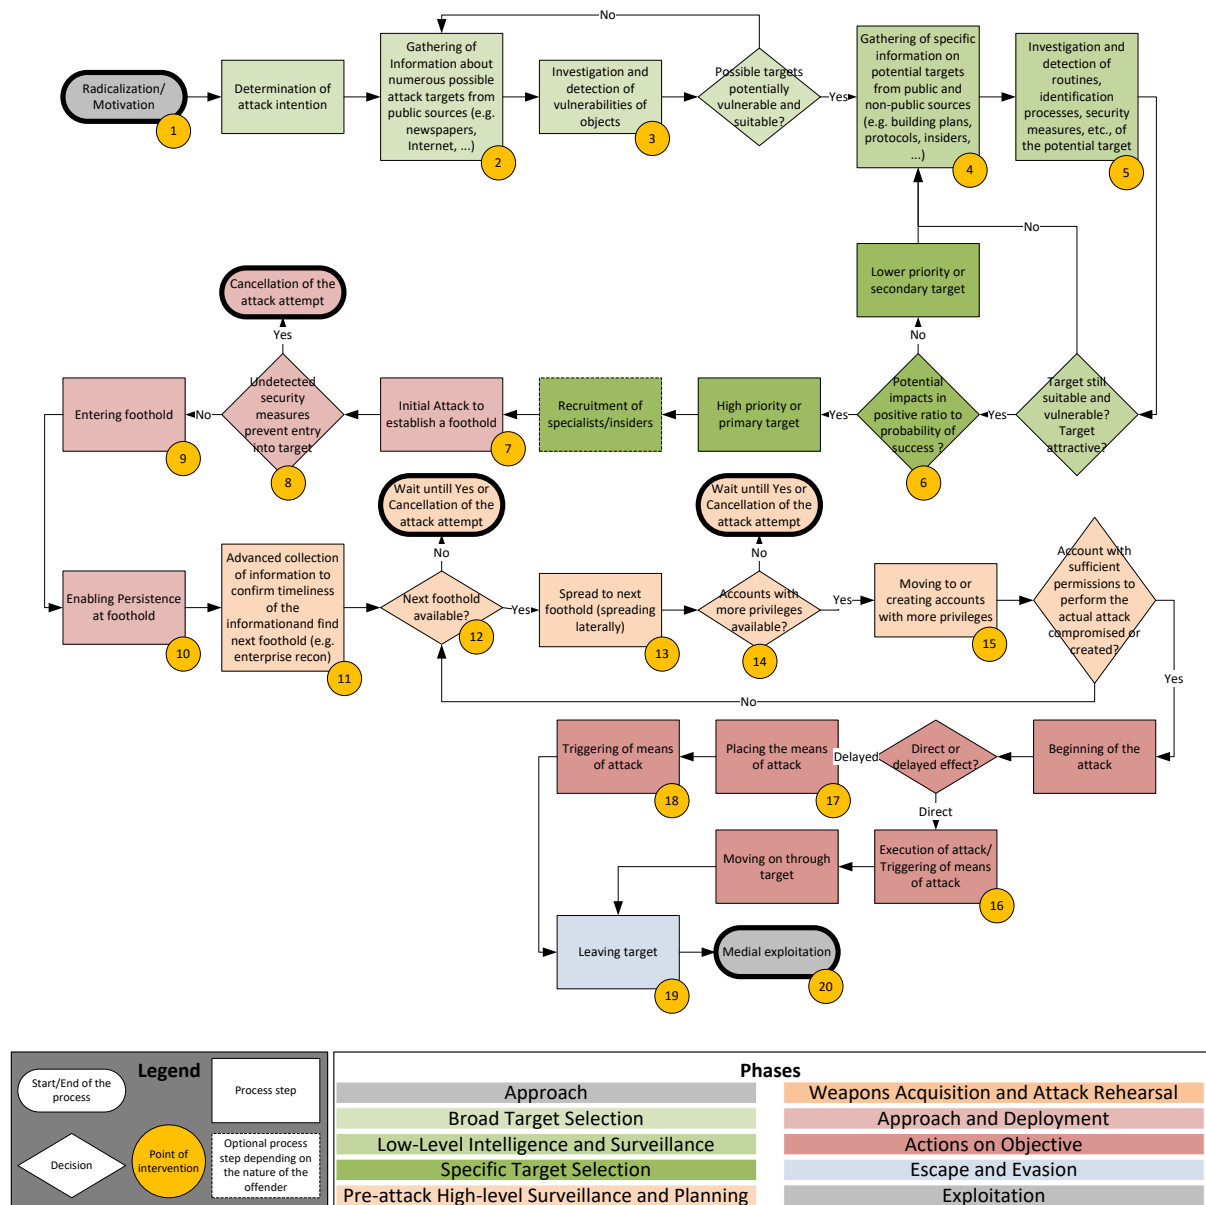 No
Radicalization/
Motivation
1
Determination of
attack intention
Gathering of
Information about
numerous possible
attack targets from
public sources (e.g.
newspapers,
Internet, ...)
2
Investigation and
detection of
vulnerabilities of
objects
3
Possible targets
potentially
vulnerable and
suitable?
Yes
Gathering of specific
information on
potential targets
from public and
non-public sources
(e.g. building plans,
protocols, insiders,
...)
4
Investigation and
detection of
routines,
identification
processes, security
measures, etc., of
the potential target
5
No
Lower priority or
secondary target
No
Cancellation of the
attack attempt
Yes
Entering foothold
9
No
Undetected
security
measures
prevent entry
into target
8
Initial Attack to
establish a foothold
7
Recruitment of
specialists/insiders
High priority or
primary target
Yes
Potential
impacts in
positive ratio to
probability of
success ?
6
Yes
Target still
suitable and
vulnerable?
Target
attractive?
Wait untill Yes or
Cancellation of the
attack attempt
No
Wait untill Yes or
Cancellation of the
attack attempt
No
Enabling Persistence
at foothold
10
Advanced collection
of information to
confirm timeliness
of the
informationand find
next foothold (e.g.
enterprise recon)
11
Next foothold
available?
12
Yes
Spread to next
foothold (spreading
laterally)
13
Accounts with
more privileges
available?
14
Yes
Moving to or
creating accounts
with more privileges
15
Account with
sufficient
permissions to
perform the
actual attack
compromised or
created?
Yes
No
Triggering of means
of attack
18
Placing the means
of attack
17
Delayed
Direct or
delayed effect?
Beginning of the
attack
Direct
Moving on through
target
Execution of attack/
Triggering of means
of attack
16
Leaving target
19
Medial exploitation
20
Legend
Start/End of the
process
Process step
Decision
Point of
intervention
Optional process
step depending on
the nature of the
offender
Phases
Approach
Broad Target Selection
Low-Level Intelligence and Surveillance
Specific Target Selection
Pre-attack High-level Surveillance and Planning
Weapons Acquisition and Attack Rehearsal
Approach and Deployment
Actions on Objective
Escape and Evasion
Exploitation